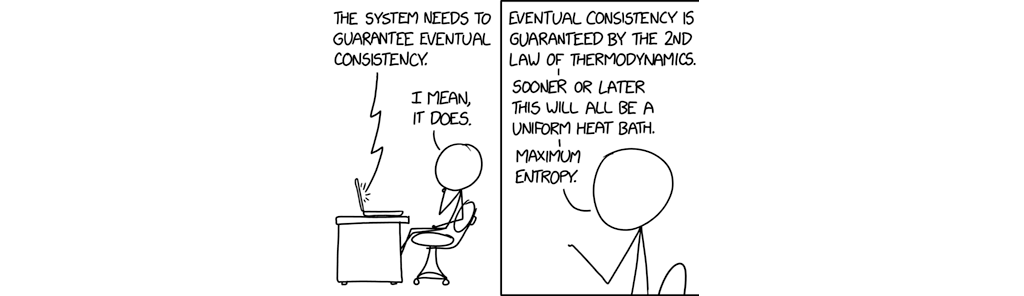 THE SYSTEM NEEDS TO
GUARANTEE EVENTUAL
CONSISTENCY.
I MEAN,
IT DOES.
EVENTUAL CONSISTENCY IS
GUARANTEED BY THE 2ND
LAW OF THERMODYNAMICS.
SOONER OR LATER
THIS WILL ALL BE A
UNIFORM HEAT BATH.
MAXIMUM
ENTROPY.